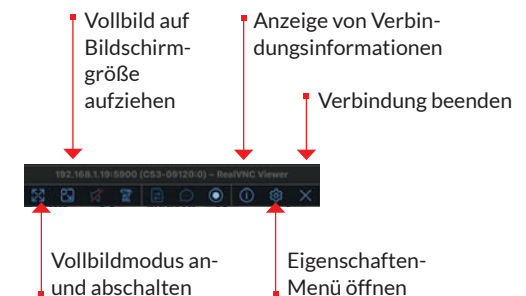 Vollbild auf
Bildschirm-
größe
aufziehen
Anzeige von Verbin-
dungsinformationen
Verbindung beenden
192.168.1.19:5900 (CS3-09120:0) – RealVNC Viewer
Vollbildmodus an-
und abschalten
Eigenschaften-
Menü öffnen